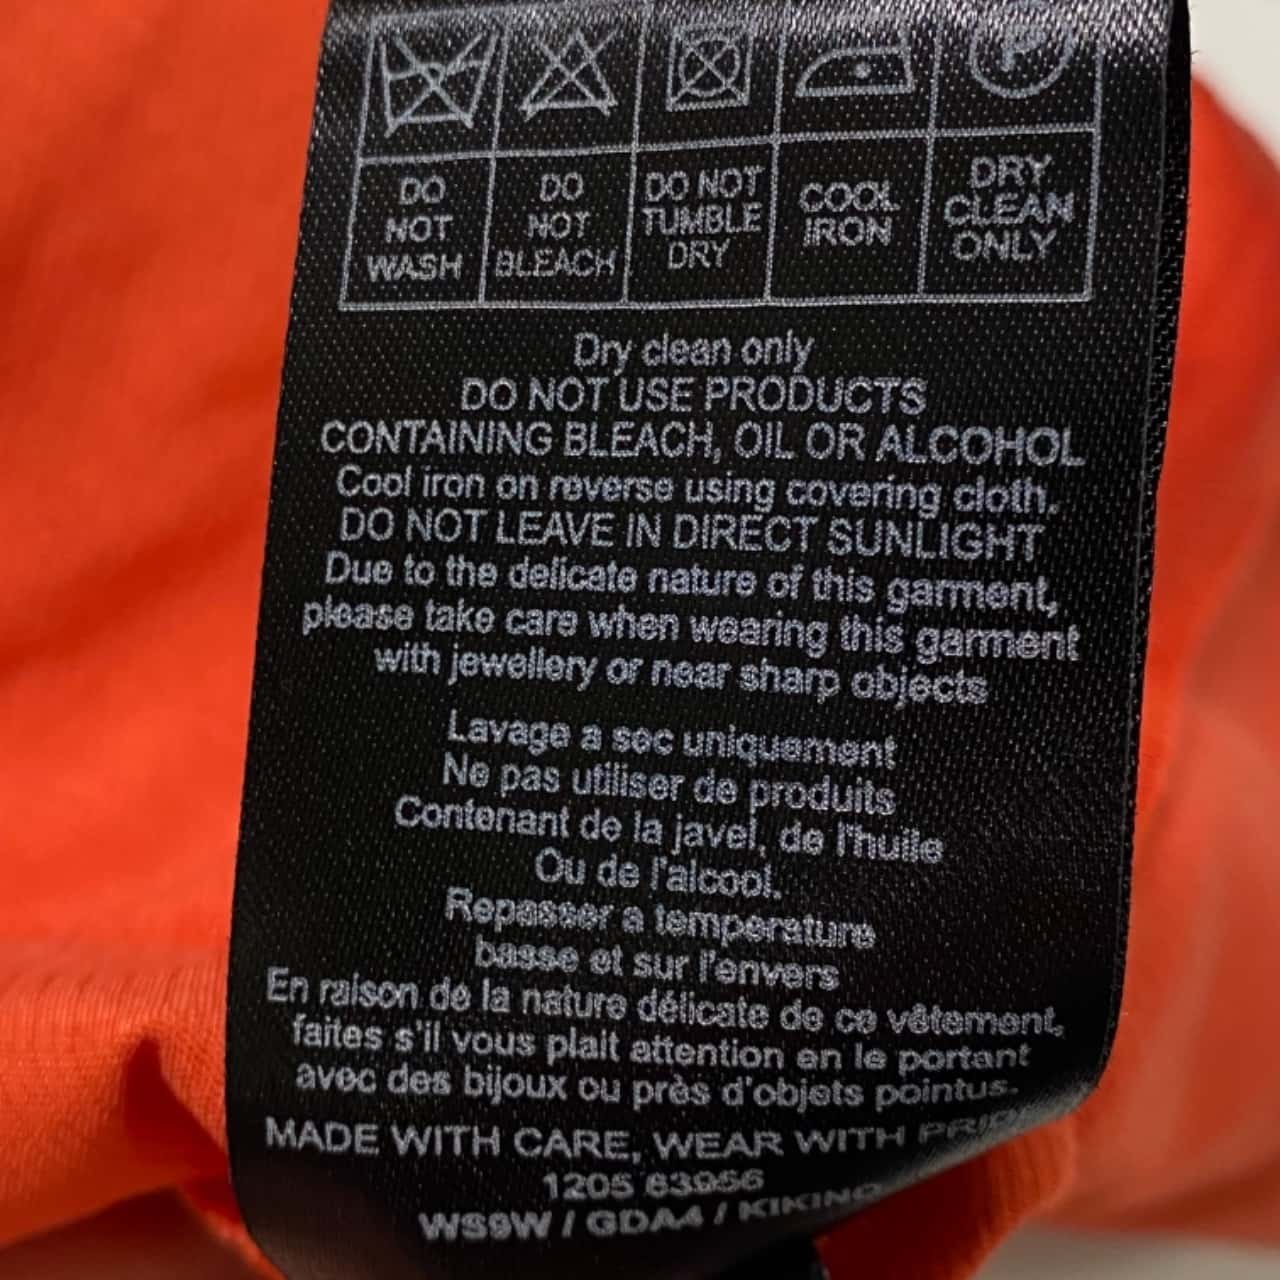 P
DO NOT WASH
DO NOT BLEACH
DO NOT TUMBLE DRY
COOL IRON
DRY CLEAN ONLY
Dry clean only
DO NOT USE PRODUCTS
CONTAINING BLEACH, OIL OR ALCOHOL
Cool iron on reverse using covering cloth.
DO NOT LEAVE IN DIRECT SUNLIGHT
Due to the delicate nature of this garment,
please take care when wearing this garment
with jewellery or near sharp objects
Lavage a sec uniquement
Ne pas utiliser de produits
Contenant de la javel, de l'huile
Ou de l'alcool.
Repasser a temperature
basse et sur l'envers
En raison de la nature délicate de ce vêtement,
faites s'il vous plait attention en le portant
avec des bijoux ou près d'objets pointus.
MADE WITH CARE, WEAR WITH
1205 63956
WS9W / GDA4 /